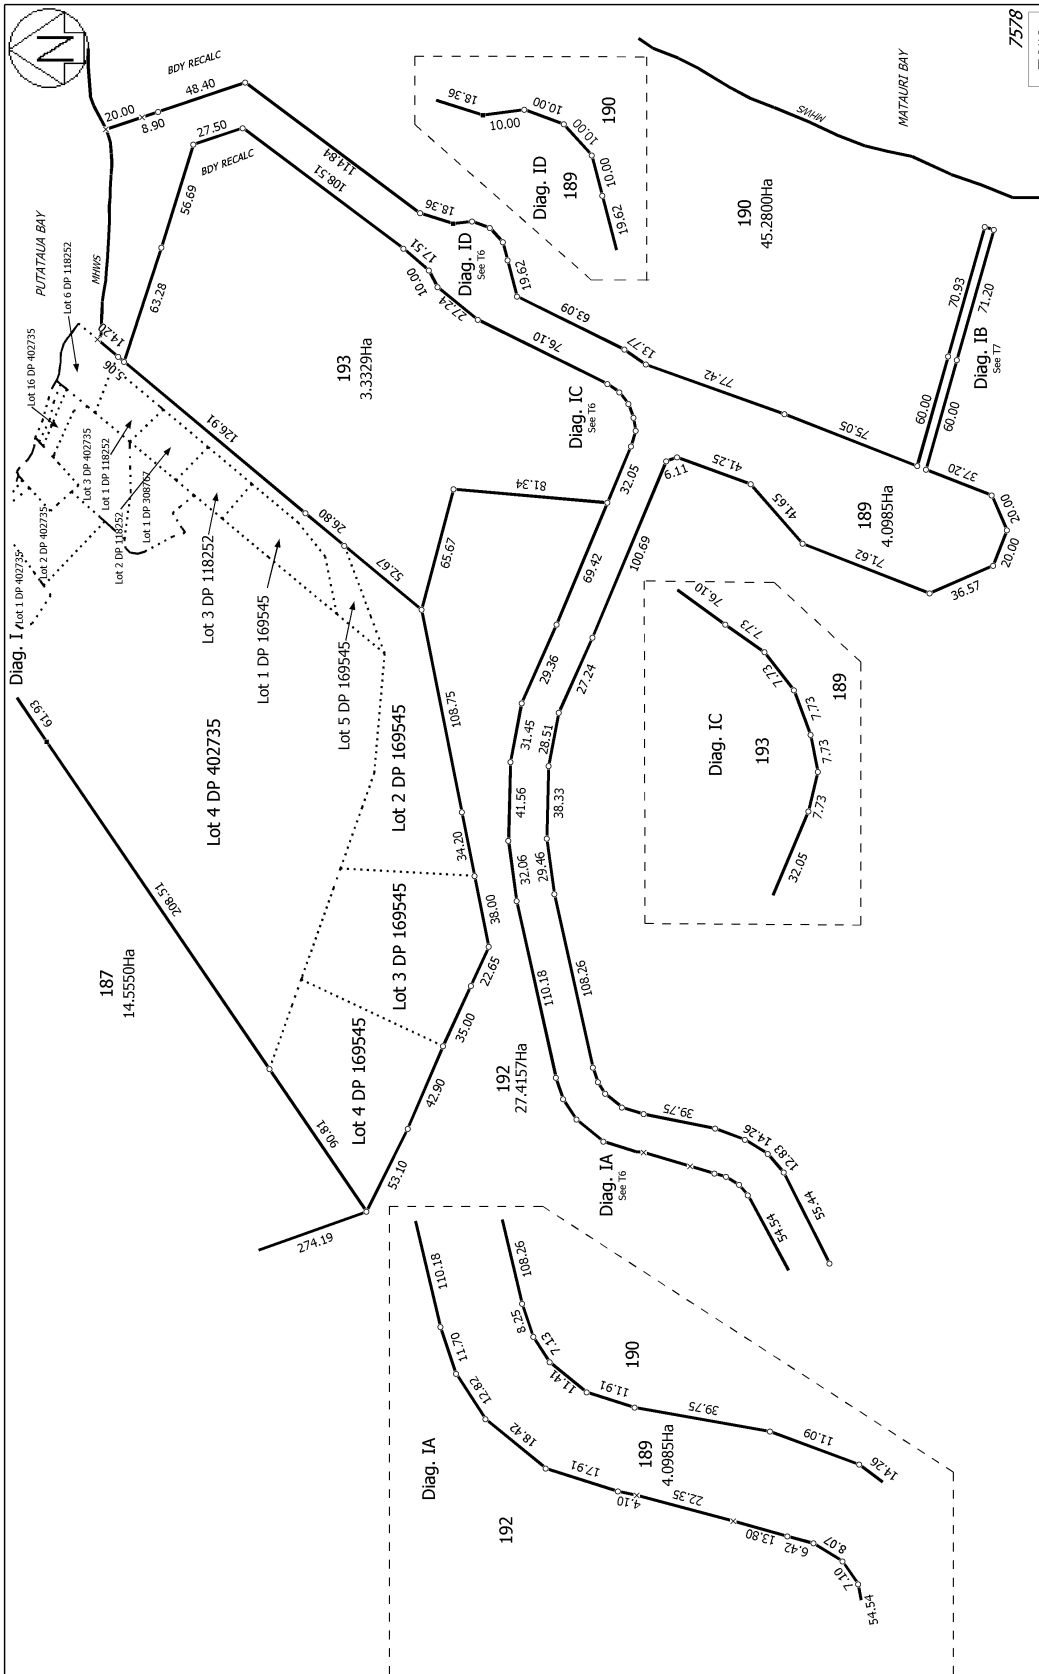 N
7578
20.00
8.90
48.40
BDY RECALC
27.50
BDY RECALC
56.69
63.28
114.84
108.51
PUTATAUA BAY
MHWS
Lot 6 DP 118252
Lot 16 DP 402735
14.20
5.06
Lot 3 DP 402735
Lot 1 DP 118252
Lot 1 DP 308767
Lot 2 DP 118252
Lot 2 DP 402735
Lot 1 DP 402735
Diag. I
61.93
Lot 3 DP 118252
Lot 1 DP 169545
Lot 5 DP 169545
Lot 2 DP 169545
Lot 4 DP 402735
Lot 3 DP 169545
Lot 4 DP 169545
126.91
26.80
52.67
193
3.3329Ha
17.51
10.00
27.24
76.10
18.36
Diag. ID
See T6
19.62
63.09
13.77
77.42
75.05
Diag. IC
See T6
32.05
81.34
65.67
69.42
29.36
31.45
41.56
32.06
110.18
108.75
34.20
38.00
22.65
35.00
42.90
53.10
90.81
208.51
274.19
187
14.5550Ha
192
27.4157Ha
6.11
100.69
27.24
28.51
38.33
29.46
108.26
41.25
41.65
71.62
36.57
20.00
20.00
37.20
60.00
60.00
70.93
71.20
Diag. IB
See T7
189
4.0985Ha
190
45.2800Ha
MHWS
MATAURI BAY
Diag. ID
18.36
10.00
10.00
10.00
10.00
19.62
189
190
Diag. IC
76.10
7.73
7.73
7.73
7.73
7.73
32.05
193
189
Diag. IA
See T6
39.75
14.26
12.83
55.44
54.54
Diag. IA
110.18
11.70
12.82
18.42
17.91
4.10
22.35
13.80
6.42
8.07
7.10
54.54
108.26
8.25
7.13
11.41
11.91
39.75
11.09
14.26
192
189
4.0985Ha
190